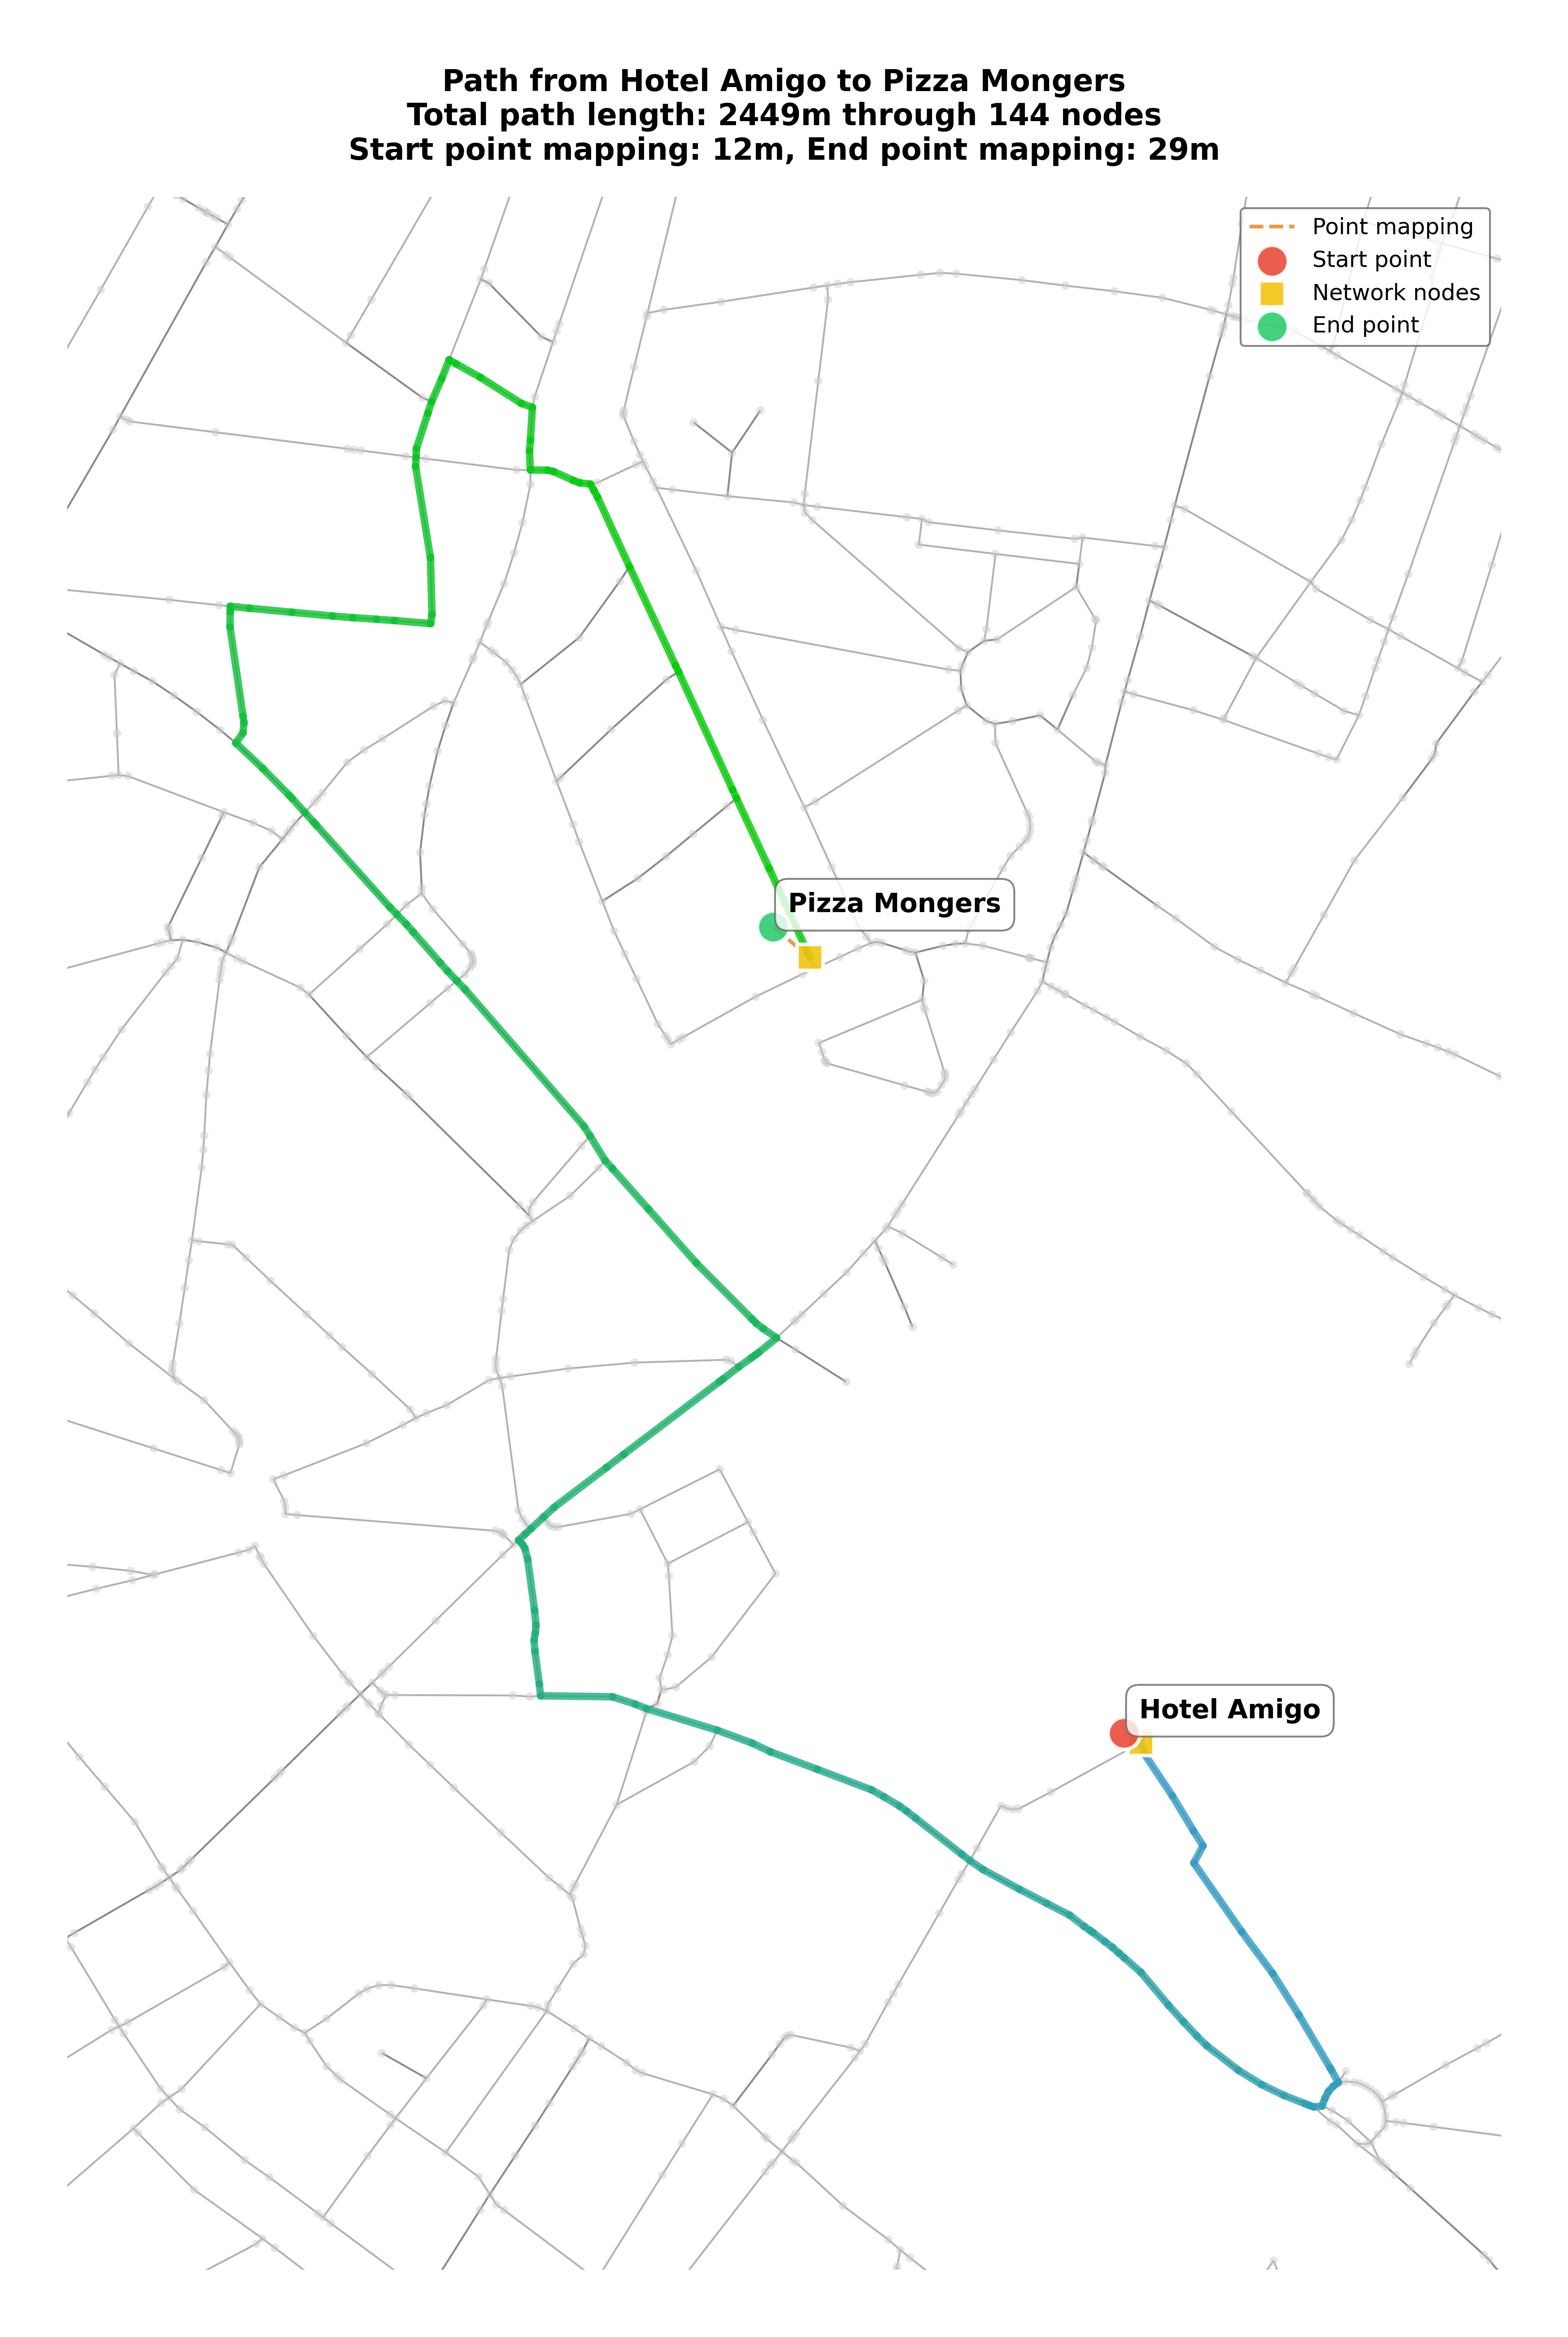 Path from Hotel Amigo to Pizza Mongers
Total path length: 2449m through 144 nodes
Start point mapping: 12m, End point mapping: 29m
Point mapping
Start point
Network nodes
End point
Pizza Mongers
Hotel Amigo